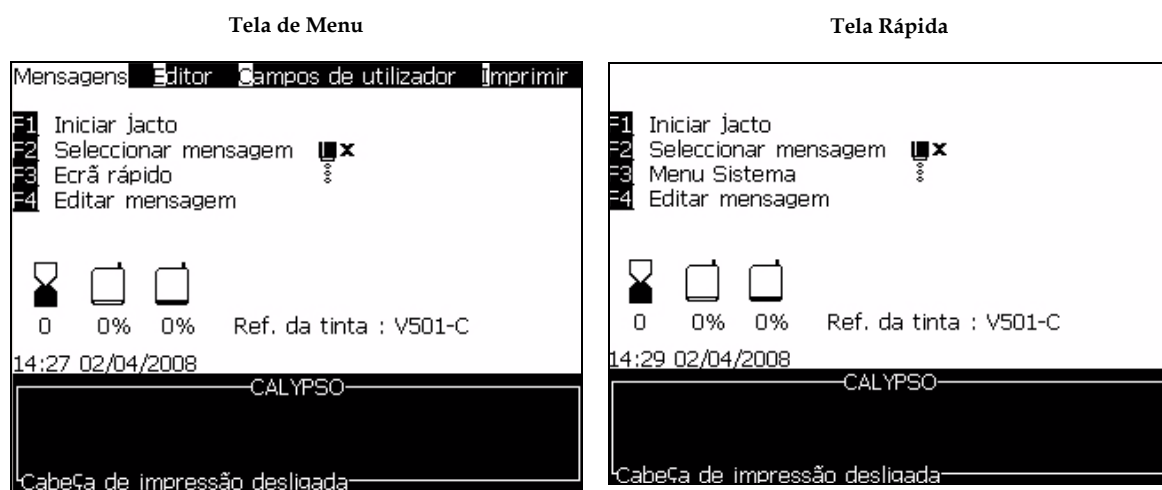 Tela de Menu
Mensagens Editor Campos de utilizador Imprimir
F1 Iniciar jacto
F2 Seleccionar mensagem
F3 Ecrã rápido
F4 Editar mensagem
0 0% 0% Ref. da tinta : V501-C
14:27 02/04/2008
CALYPSO
Cabeça de impressão desligada
Tela Rápida
F1 Iniciar jacto
F2 Seleccionar mensagem
F3 Menu Sistema
F4 Editar mensagem
0 0% 0% Ref. da tinta : V501-C
14:29 02/04/2008
CALYPSO
Cabeça de impressão desligada